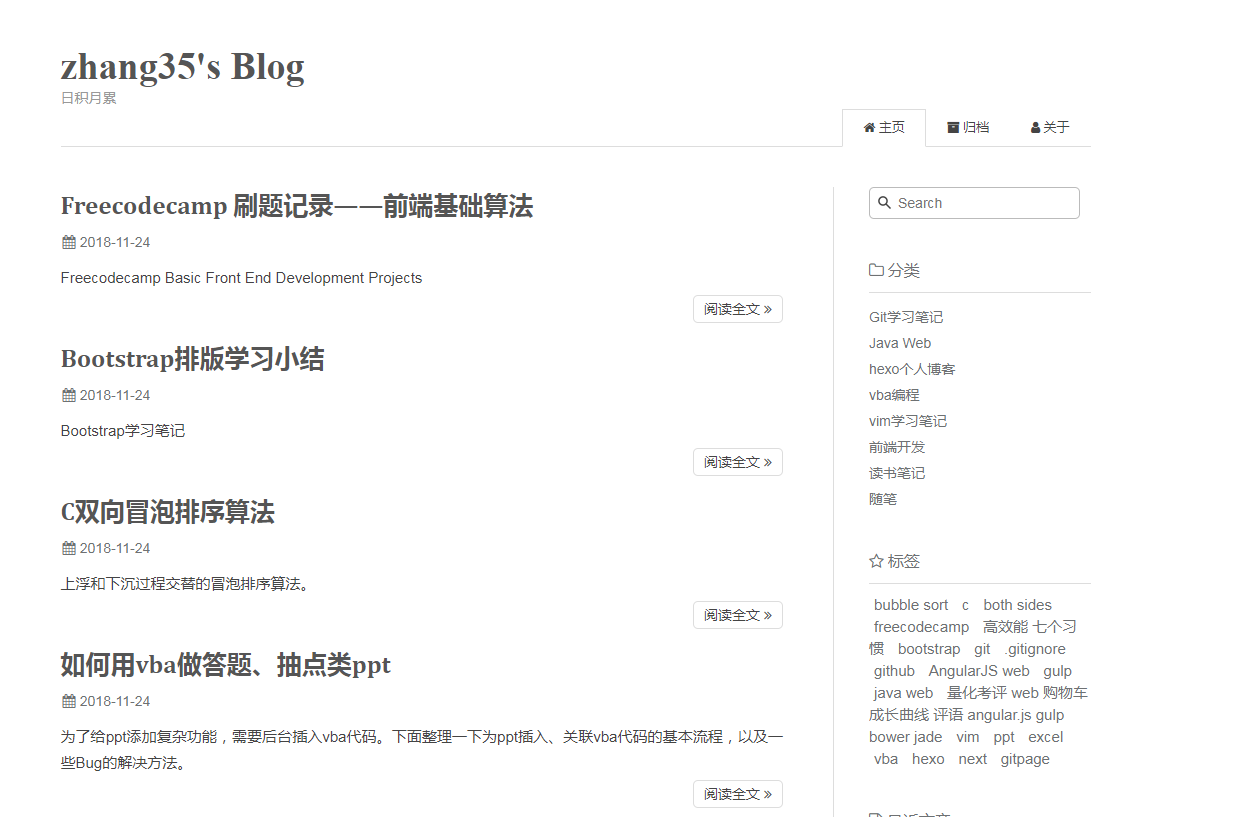 zhang35's Blog
日积月累
主页 归档 关于
Freecodecamp 刷题记录——前端基础算法
2018-11-24
Freecodecamp Basic Front End Development Projects
阅读全文 »
Bootstrap排版学习小结
2018-11-24
Bootstrap学习笔记
阅读全文 »
C双向冒泡排序算法
2018-11-24
上浮和下沉过程交替的冒泡排序算法。
阅读全文 »
如何用vba做答题、抽点类ppt
2018-11-24
为了给ppt添加复杂功能，需要后台插入vba代码。下面整理一下为ppt插入、关联vba代码的基本流程，以及一
些Bug的解决方法。
阅读全文 »
Search
分类
Git学习笔记
Java Web
hexo个人博客
vba编程
vim学习笔记
前端开发
读书笔记
随笔
标签
bubble sort c both sides
freecodecamp 高效能 七个习
惯 bootstrap git .gitignore
github AngularJS web gulp
java web 量化考评 web 购物车
成长曲线 评语 angular.js gulp
bower jade vim ppt excel
vba hexo next gitpage